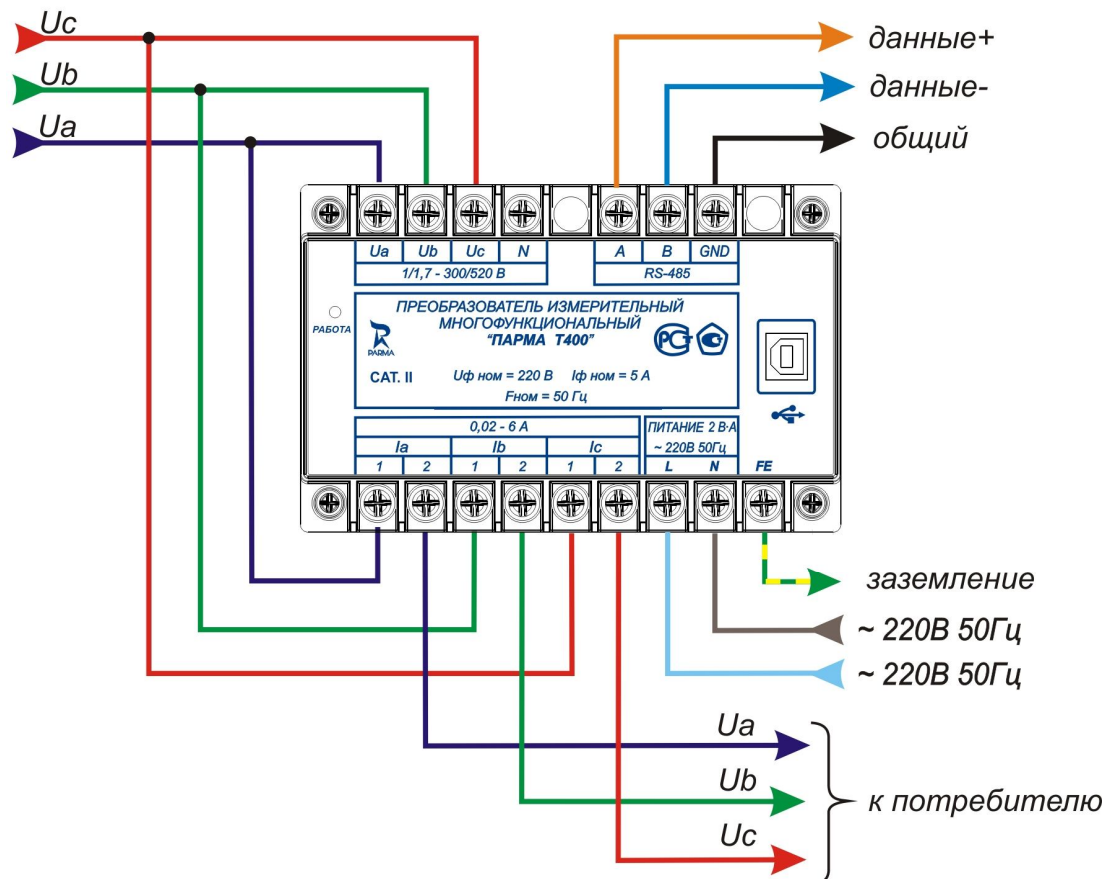 Uc
Ub
Ua
данные+
данные-
общий
Ua Ub Uc N
1/1,7 - 300/520 В
A B GND
RS-485
РАБОТА
ПРЕОБРАЗОВАТЕЛЬ ИЗМЕРИТЕЛЬНЫЙ
МНОГОФУНКЦИОНАЛЬНЫЙ
"ПАРМА Т400"
PARMA
РСТ
CAT. II
Uф ном = 220 В Iф ном = 5 А
Fном = 50 Гц
0,02 - 6 А
Ia Ib Ic
1 2 1 2 1 2
ПИТАНИЕ 2 В·А
~ 220В 50Гц
L N FE
заземление
~ 220В 50Гц
~ 220В 50Гц
Ua
Ub
Uc
к потребителю